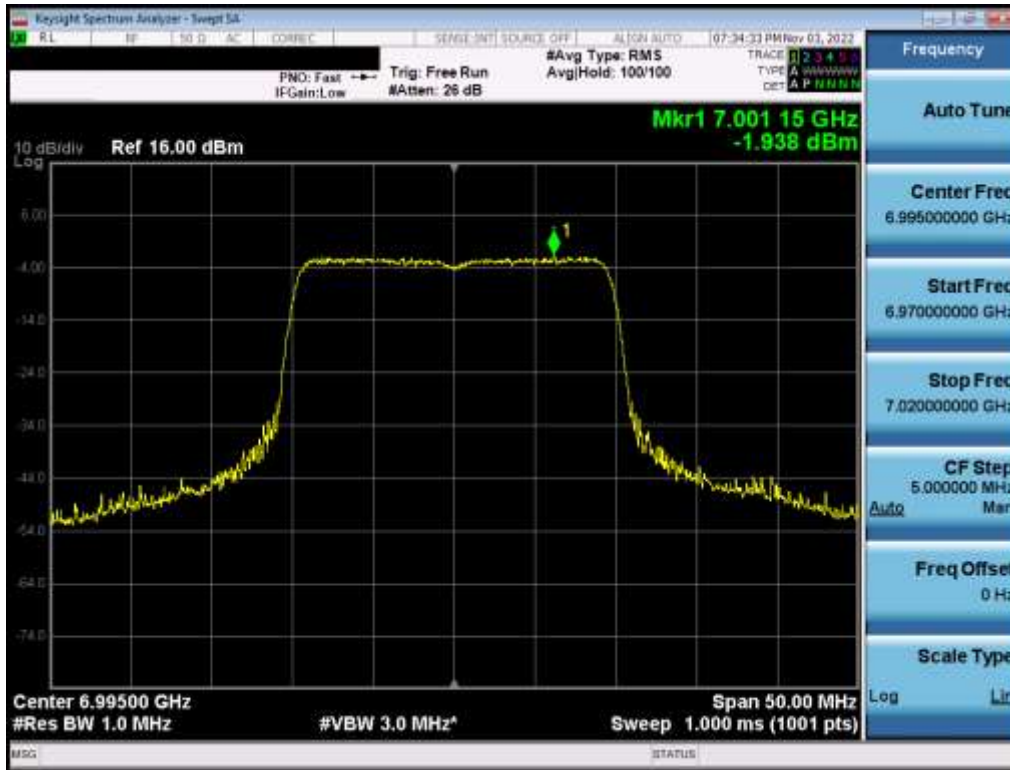 Keysight Spectrum Analyzer - Swept SA
RL RF 50 Ω AC CORREC SENSE:INT SOURCE OFF ALIGN AUTO 07:34:33 PM Nov 03, 2022
PNO: Fast Trig: Free Run #Avg Type: RMS TRACE 1 2 3 4 5 6
IFGain:Low #Atten: 26 dB Avg|Hold: 100/100 TYPE A WWWWW
DET A P N N N N
Mkr1 7.001 15 GHz
-1.938 dBm
10 dB/div Ref 16.00 dBm
Log
6.00
-4.00
-14.0
-24.0
-34.0
-44.0
-54.0
-64.0
-74.0
1
Center 6.99500 GHz Span 50.00 MHz
#Res BW 1.0 MHz #VBW 3.0 MHz* Sweep 1.000 ms (1001 pts)
MSG STATUS
Frequency
Auto Tune
Center Freq
6.995000000 GHz
Start Freq
6.970000000 GHz
Stop Freq
7.020000000 GHz
CF Step
5.000000 MHz
Auto Man
Freq Offset
0 Hz
Scale Type
Log Lin